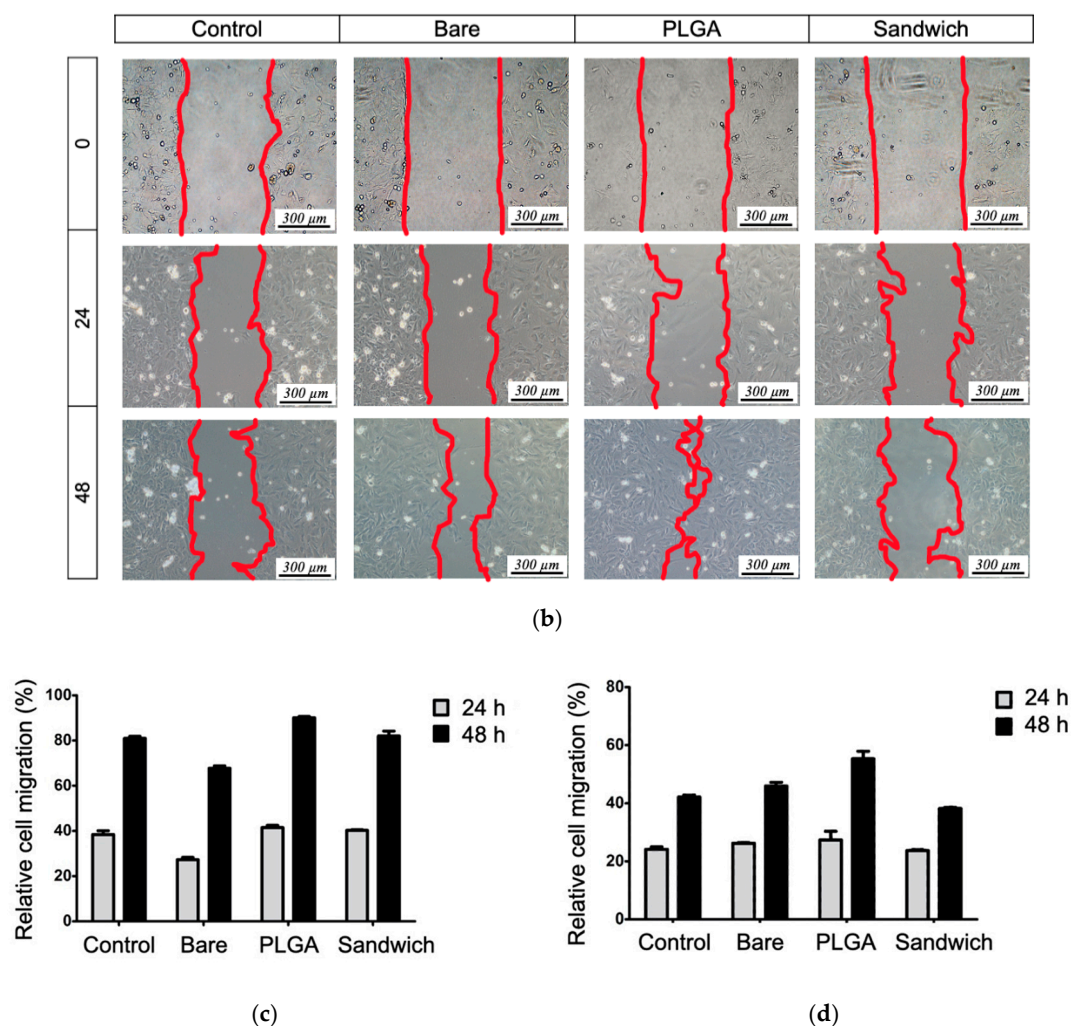 Control Bare PLGA Sandwich
0
300 µm 300 µm 300 µm 300 µm
24
300 µm 300 µm 300 µm 300 µm
48
300 µm 300 µm 300 µm 300 µm
(b)
Relative cell migration (%)
100
80
60
40
20
0
24 h
48 h
Control Bare PLGA Sandwich
(c)
Relative cell migration (%)
80
60
40
20
0
24 h
48 h
Control Bare PLGA Sandwich
(d)